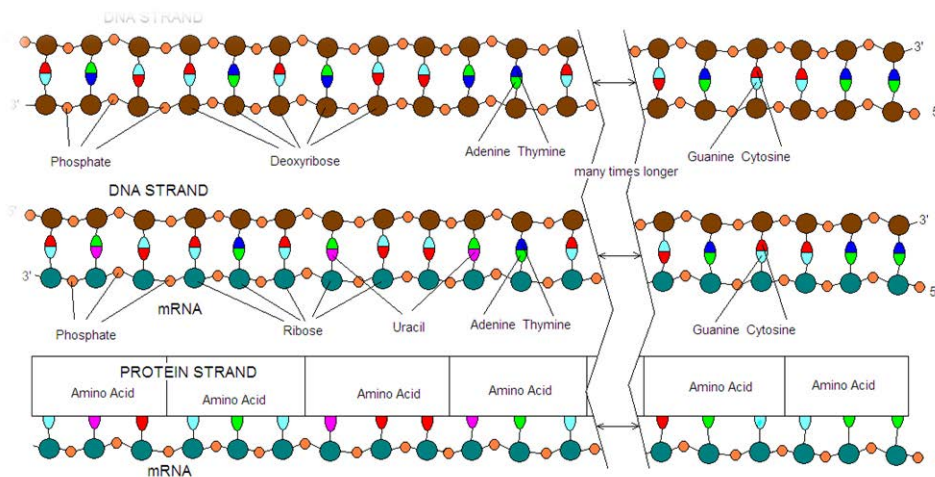 DNA STRAND
3'
3'
5'
Phosphate
Deoxyribose
Adenine Thymine
Guanine Cytosine
many times longer
DNA STRAND
3'
3'
5'
mRNA
Phosphate
Ribose
Uracil
Adenine Thymine
Guanine Cytosine
PROTEIN STRAND
Amino Acid
Amino Acid
Amino Acid
Amino Acid
Amino Acid
Amino Acid
mRNA